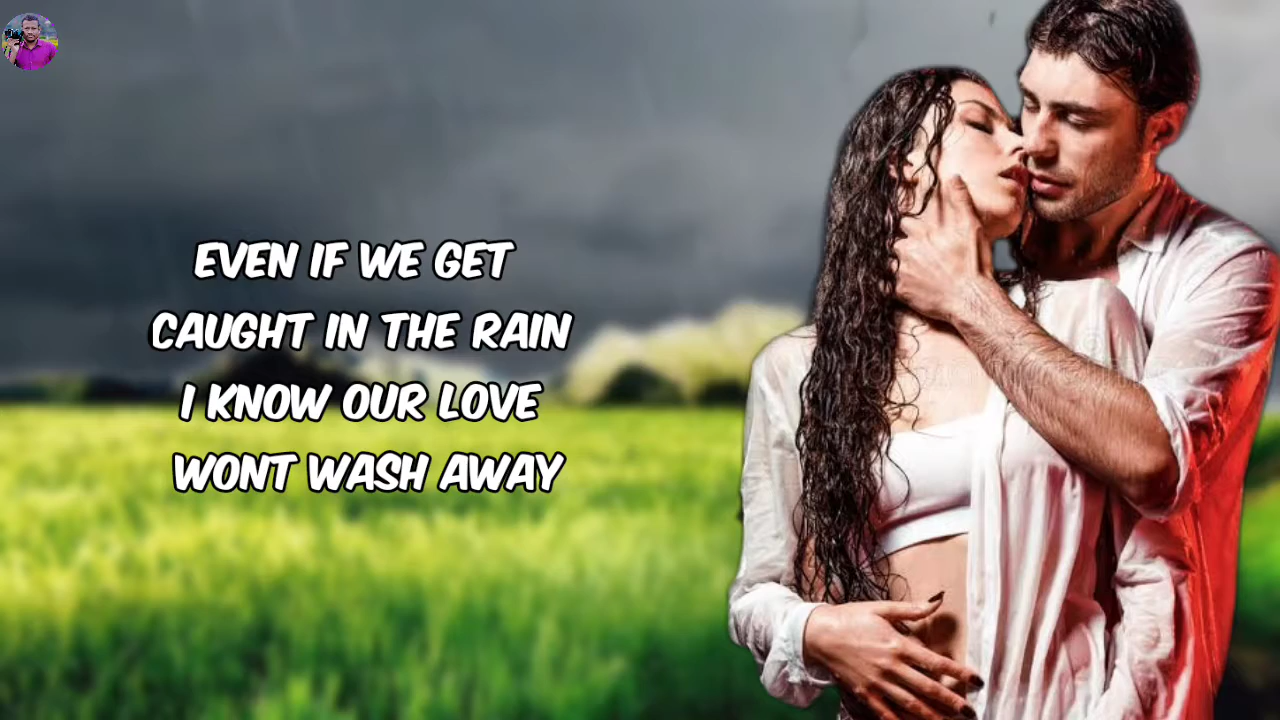 EVEN IF WE GET
CAUGHT IN THE RAIN
I KNOW OUR LOVE
WONT WASH AWAY